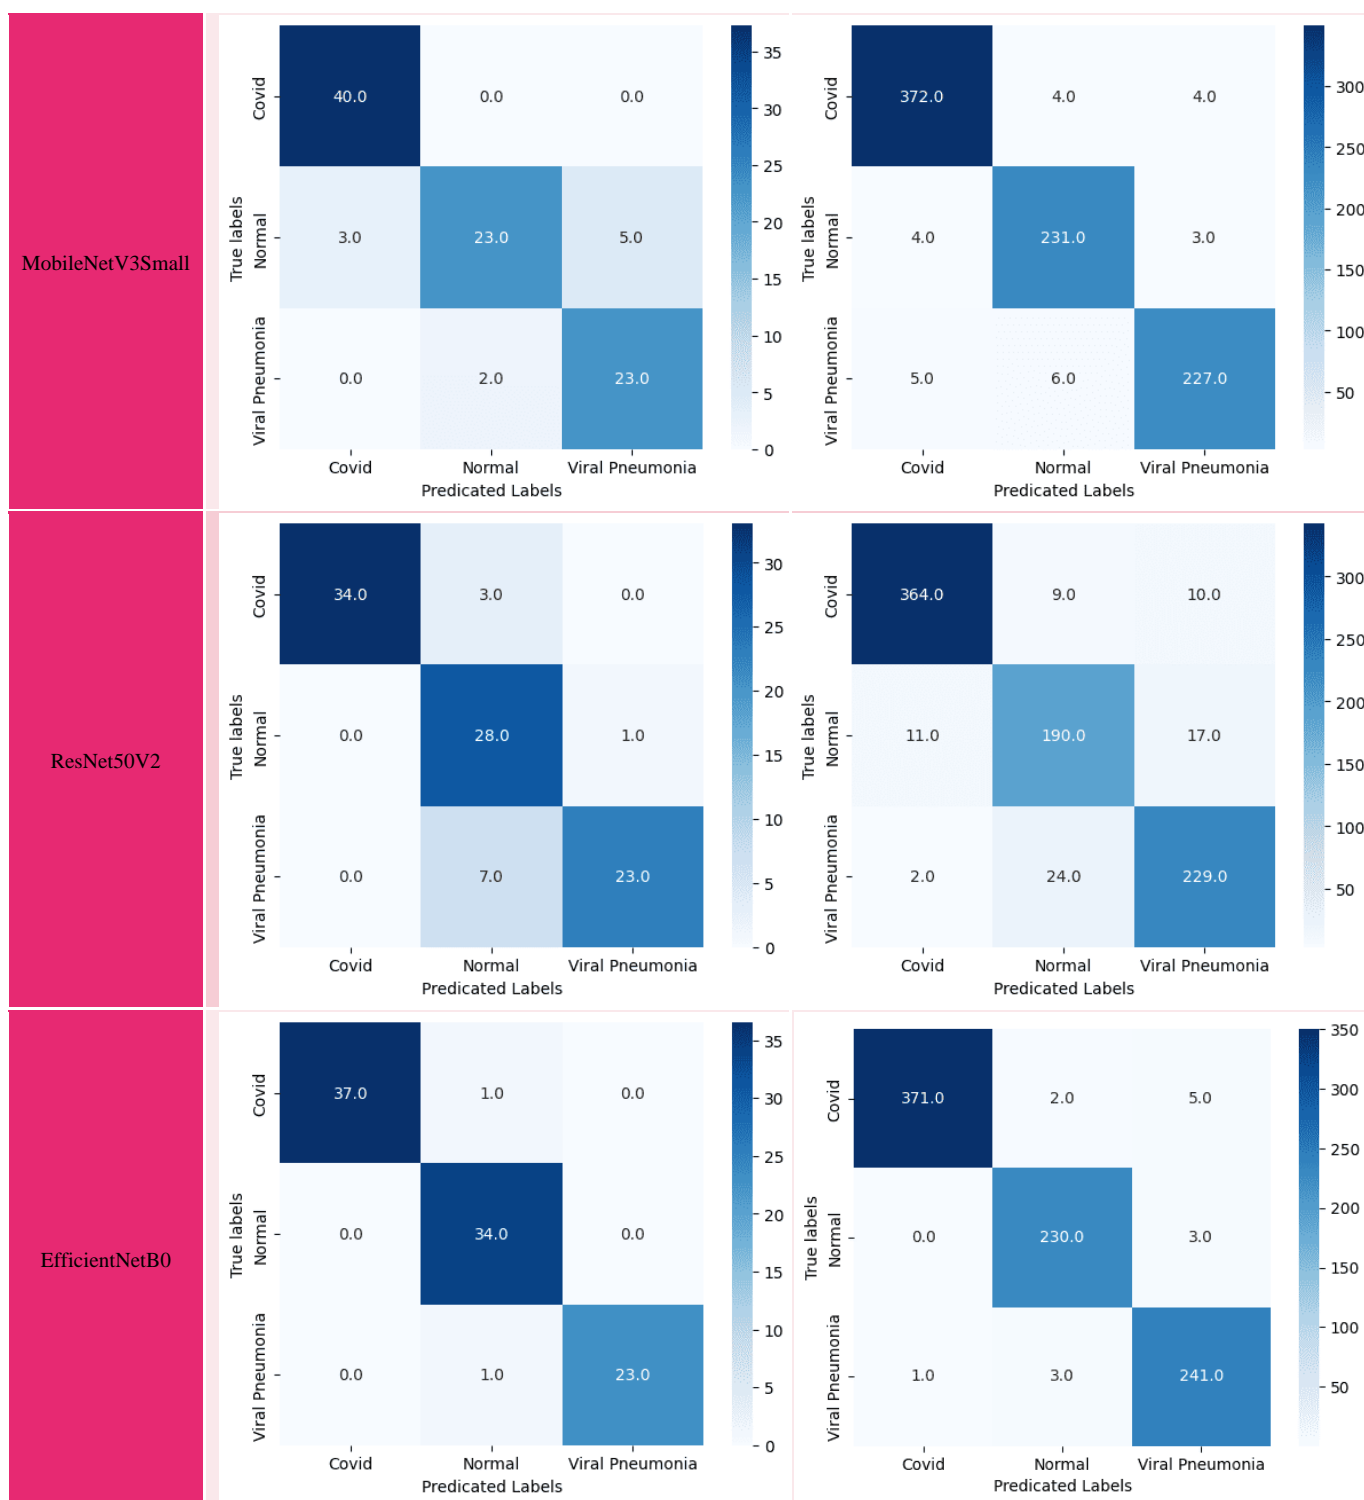 MobileNetV3Small
True labels
Covid
Normal
Viral Pneumonia
40.0 0.0 0.0
3.0 23.0 5.0
0.0 2.0 23.0
Covid Normal Viral Pneumonia
Predicated Labels
35
30
25
20
15
10
5
0
True labels
Covid
Normal
Viral Pneumonia
372.0 4.0 4.0
4.0 231.0 3.0
5.0 6.0 227.0
Covid Normal Viral Pneumonia
Predicated Labels
300
250
200
150
100
50
ResNet50V2
True labels
Covid
Normal
Viral Pneumonia
34.0 3.0 0.0
0.0 28.0 1.0
0.0 7.0 23.0
Covid Normal Viral Pneumonia
Predicated Labels
30
25
20
15
10
5
0
True labels
Covid
Normal
Viral Pneumonia
364.0 9.0 10.0
11.0 190.0 17.0
2.0 24.0 229.0
Covid Normal Viral Pneumonia
Predicated Labels
300
250
200
150
100
50
EfficientNetB0
True labels
Covid
Normal
Viral Pneumonia
37.0 1.0 0.0
0.0 34.0 0.0
0.0 1.0 23.0
Covid Normal Viral Pneumonia
Predicated Labels
35
30
25
20
15
10
5
0
True labels
Covid
Normal
Viral Pneumonia
371.0 2.0 5.0
0.0 230.0 3.0
1.0 3.0 241.0
Covid Normal Viral Pneumonia
Predicated Labels
350
300
250
200
150
100
50